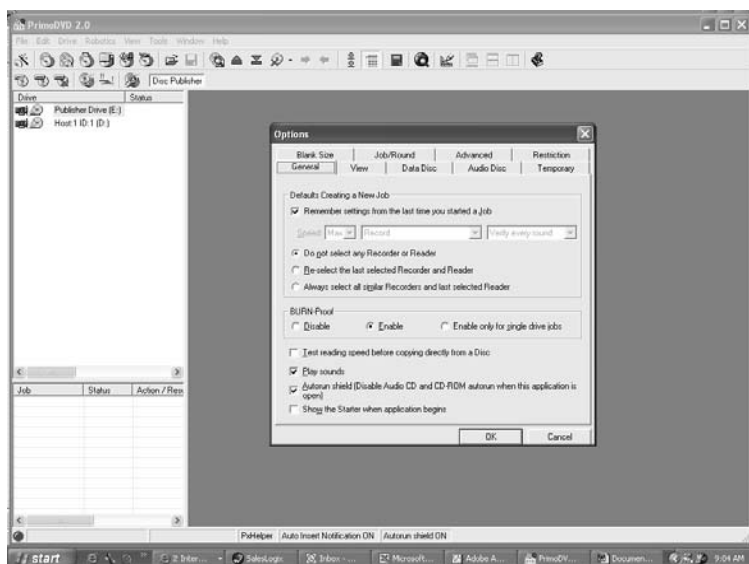 PrimoDVD 2.0
File Edit Drive Robotics View Tools Window Help
Disc Publisher
Drive Status
Publisher Drive (E:)
Host 1 ID:1 (D:)
Options
Blank Size Job/Round Advanced Restriction
General View Data Disc Audio Disc Temporary
Defaults Creating a New Job
Remember settings from the last time you started a Job
Speed: Max Record Verify every round
Do not select any Recorder or Reader
Re-select the last selected Recorder and Reader
Always select all similar Recorders and last selected Reader
BURN-Proof
Disable Enable Enable only for single drive jobs
Test reading speed before copying directly from a Disc
Play sounds
Autorun shield (Disable Audio CD and CD-ROM autorun when this application is
open)
Show the Starter when application begins
OK Cancel
Job Status Action / Res
PxHelper Auto Insert Notification ON Autorun shield ON
start 2 Inter... SalesLogix Inbox - ... Microsoft... Adobe A... PrimoDV... Documen... 9:04 AM